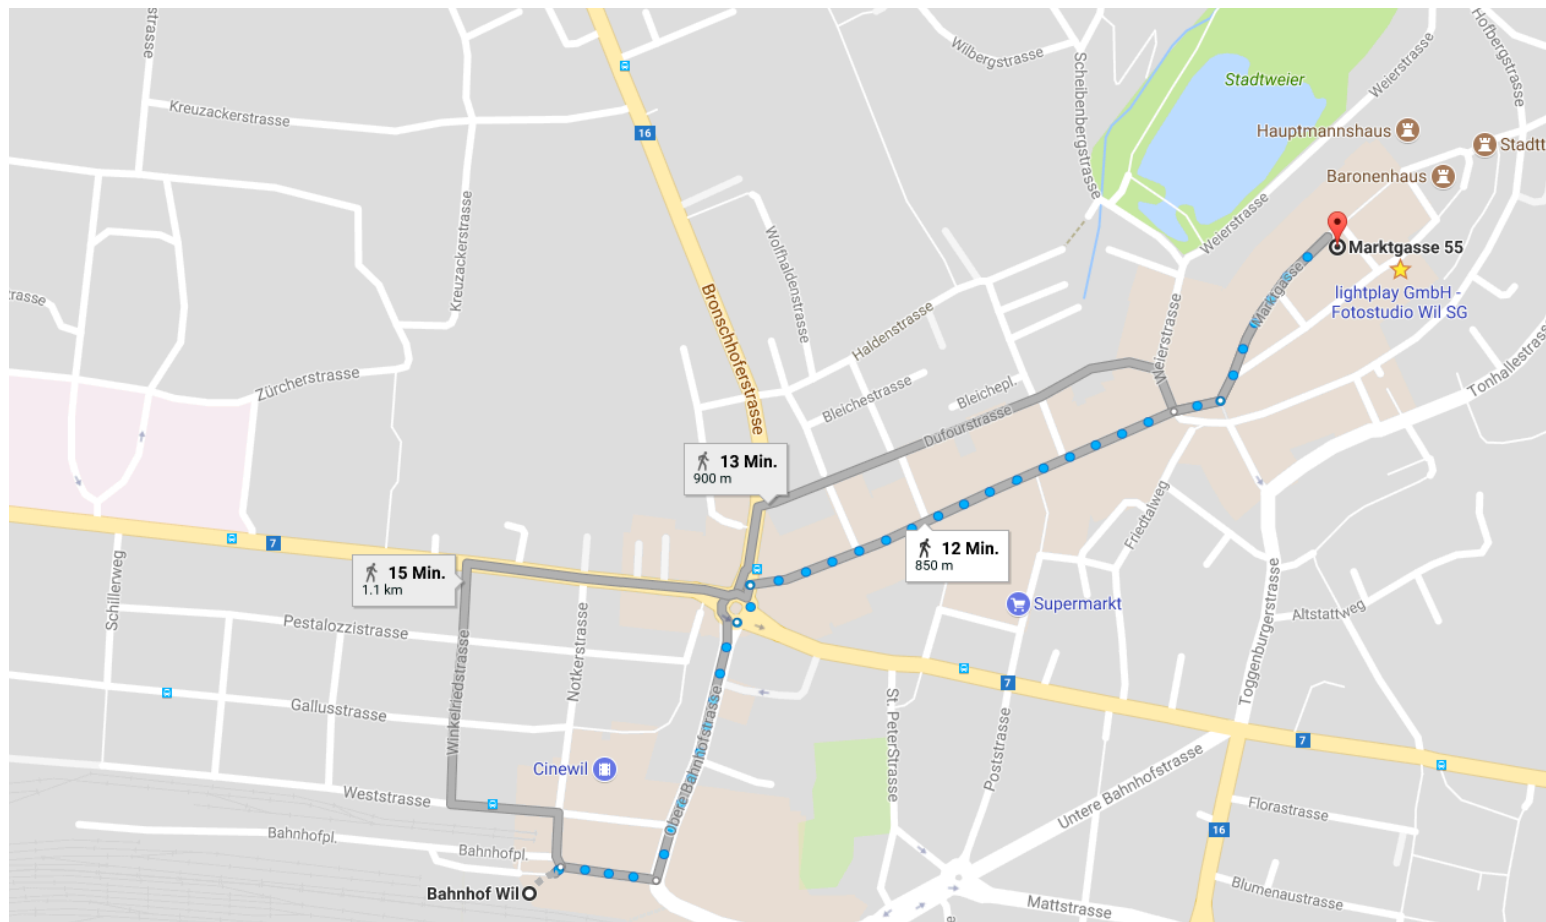 strasse
Wilbergstrasse
Hofbergstrasse
Scheibenbergstrasse
Weierstrasse
Stadtweier
Kreuzackerstrasse
16
Hauptmannshaus
Stadtt
Baronenhaus
Kreuzackerstrasse
Wolfhaldenstrasse
Weierstrasse
Marktgasse 55
lightplay GmbH -
Fotostudio Wil SG
trasse
Bronschhoferstrasse
Haldenstrasse
Marktgasse
Weierstrasse
Tonhallestrasse
Zürcherstrasse
Bleichestrasse
Bleichepl.
Dufourstrasse
13 Min.
900 m
Friedtalweg
7
12 Min.
850 m
15 Min.
1.1 km
Schillerweg
Supermarkt
Altstattweg
Pestalozzistrasse
Notkerstrasse
Toggenburgerstrasse
Winkelriedstrasse
7
Gallusstrasse
Obere Bahnhofstrasse
St. PeterStrasse
Poststrasse
7
Cinewil
Untere Bahnhofstrasse
Weststrasse
Florastrasse
Bahnhofpl.
16
Bahnhofpl.
Bahnhof Wil
Blumenaustrasse
Mattstrasse